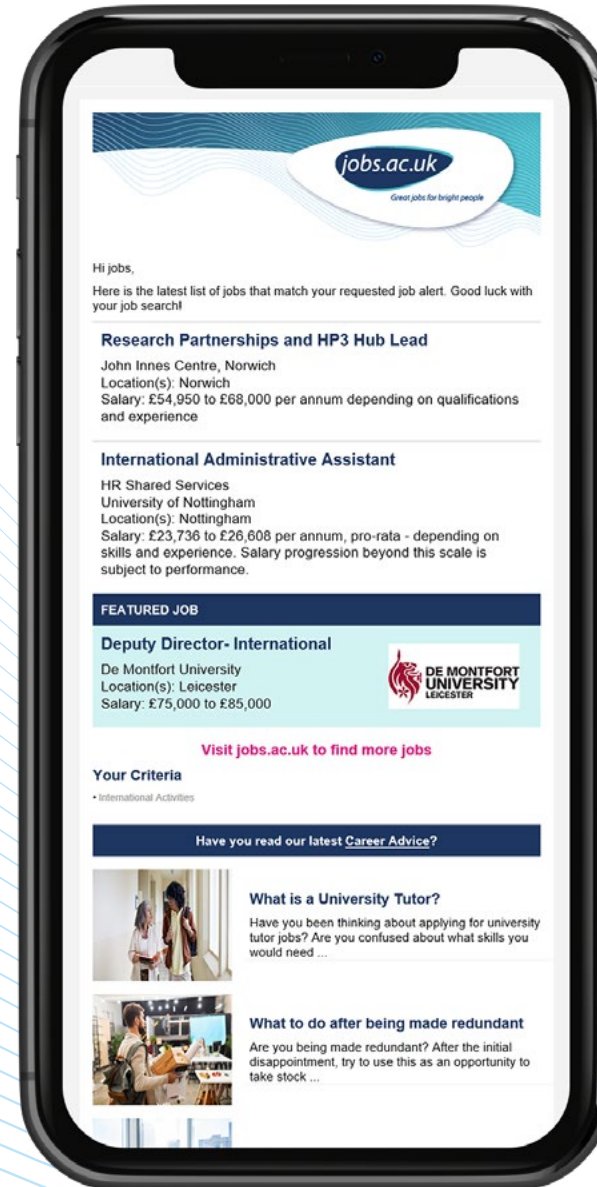 jobs.ac.uk
Great jobs for bright people
Hi jobs,
Here is the latest list of jobs that match your requested job alert. Good luck with
your job search!
Research Partnerships and HP3 Hub Lead
John Innes Centre, Norwich
Location(s): Norwich
Salary: £54,950 to £68,000 per annum depending on qualifications
and experience
International Administrative Assistant
HR Shared Services
University of Nottingham
Location(s): Nottingham
Salary: £23,736 to £26,608 per annum, pro-rata - depending on
skills and experience. Salary progression beyond this scale is
subject to performance.
FEATURED JOB
Deputy Director- International
De Montfort University
Location(s): Leicester
Salary: £75,000 to £85,000
DE MONTFORT
UNIVERSITY
LEICESTER
Visit jobs.ac.uk to find more jobs
Your Criteria
• International Activities
Have you read our latest Career Advice?
What is a University Tutor?
Have you been thinking about applying for university
tutor jobs? Are you confused about what skills you
would need ...
What to do after being made redundant
Are you being made redundant? After the initial
disappointment, try to use this as an opportunity to
take stock ...